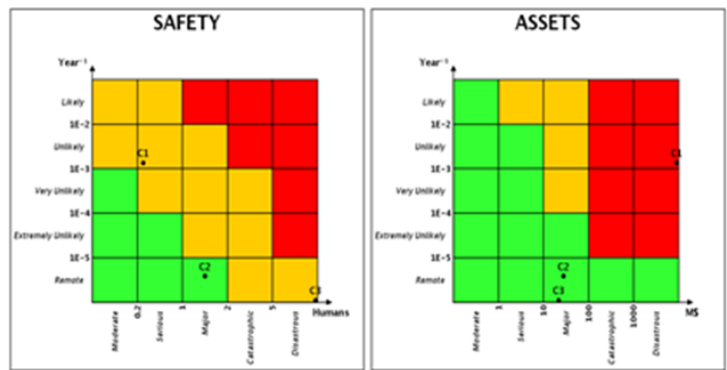 SAFETY
Year⁻¹
Likely
1E-2
Unlikely
C1
1E-3
Very Unlikely
1E-4
Extremely Unlikely
1E-5
C2
Remote
C3
Humans
Moderate
0.2
Serious
1
Major
2
Catastrophic
5
Disastrous
ASSETS
Year⁻¹
Likely
1E-2
Unlikely
C1
1E-3
Very Unlikely
1E-4
Extremely Unlikely
1E-5
C2
Remote
C3
M$
Moderate
1
Serious
10
Major
100
Catastrophic
1000
Disastrous